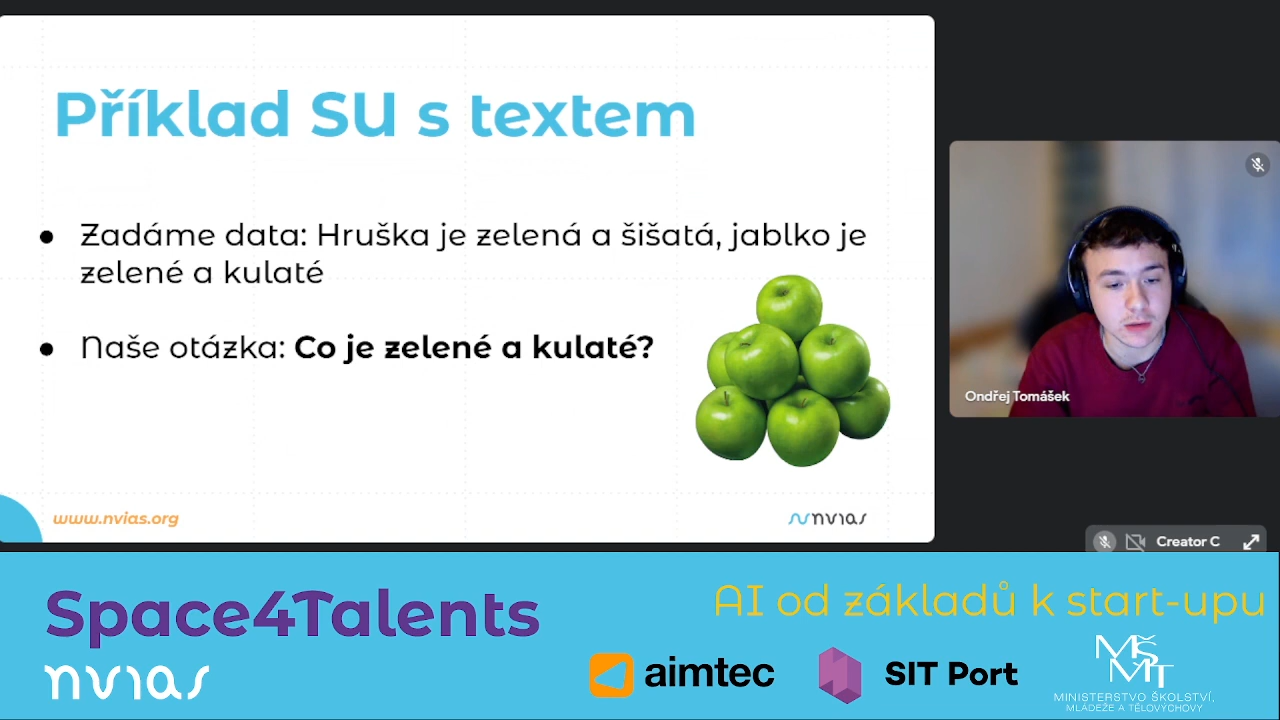 Příklad SU s textem
● Zadáme data: Hruška je zelená a šišatá, jablko je
zelené a kulaté
● Naše otázka: Co je zelené a kulaté?
www.nvias.org
nvias
Ondřej Tomášek
Creator C
Space4Talents
AI od základů k start-upu
nvias
aimtec
SIT Port
MŠMT
MINISTERSTVO ŠKOLSTVÍ,
MLÁDEŽE A TĚLOVÝCHOVY